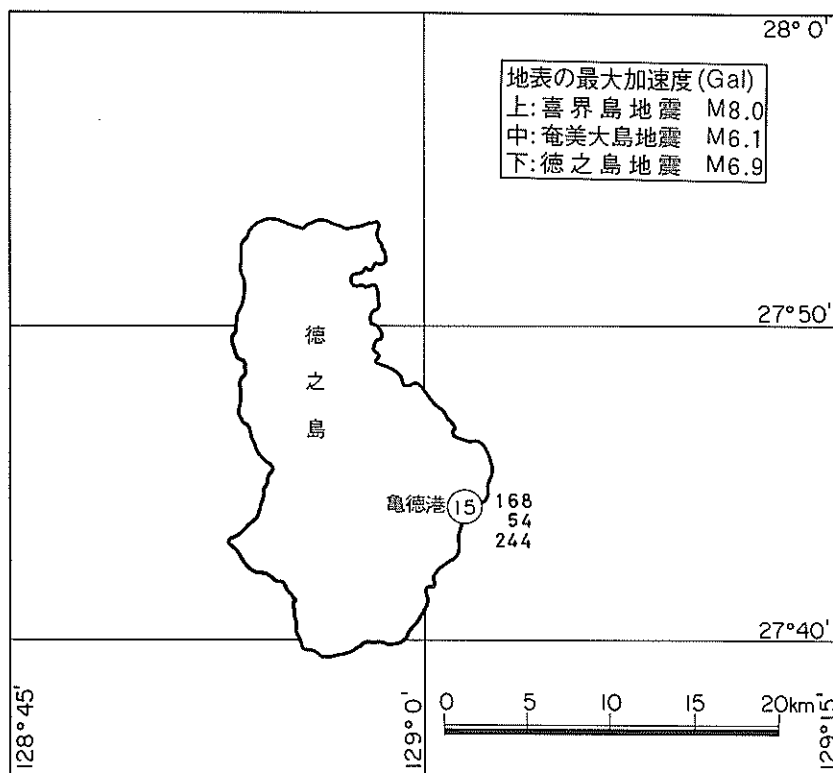 28° 0'
地表の最大加速度(Gal)
上:喜界島地震 M8.0
中:奄美大島地震 M6.1
下:徳之島地震 M6.9
27°50'
徳之島
亀徳港 15 168
54
244
27°40'
0 5 10 15 20km
128°45'
129°0'
129°15'